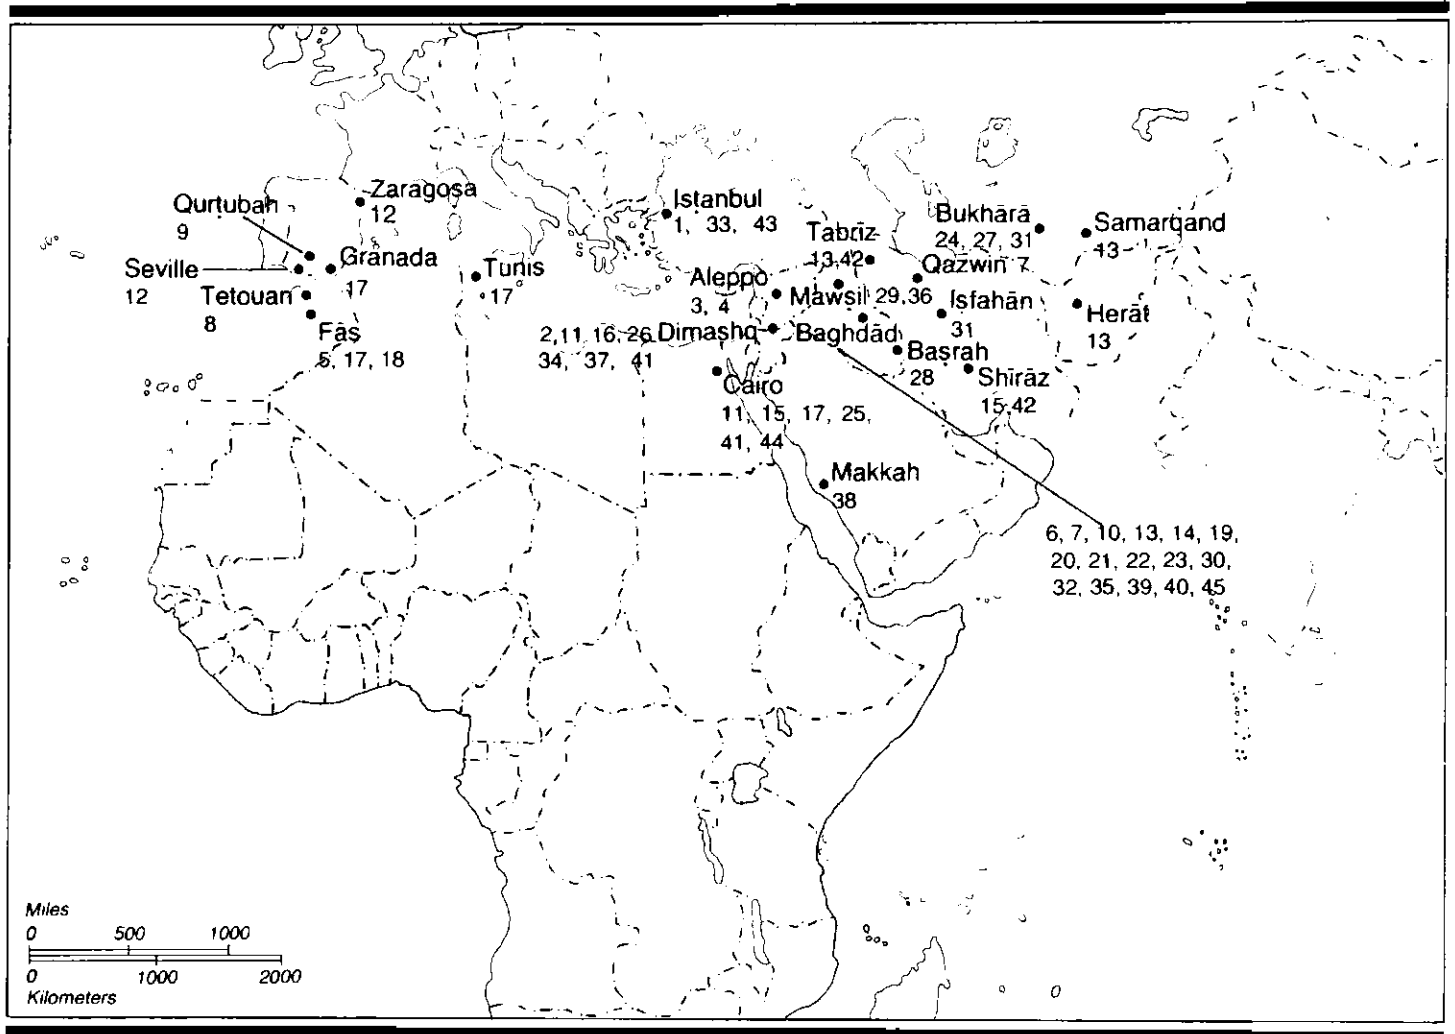 Zaragosa
12
Qurṭubah
9
Granada
17
Seville
12
Tetouan
8
Fās
5, 17, 18
Tunis
17
Istanbul
1, 33, 43
Aleppo
3, 4
2,11, 16, 26 Dimashq
34, 37, 41
Cairo
11, 15, 17, 25,
41, 44
Tabrīz
13,42
Mawsil 29,36
Baghdād
Qazwīn 7
Bukhārā
24, 27, 31
Samarqand
13
Isfahān
31
Herāt
13
Baṣrah
28
Shīrāz
15, 42
Makkah
38
6, 7, 10, 13, 14, 19,
20, 21, 22, 23, 30,
32, 35, 39, 40, 45
Miles
0 500 1000
0 1000 2000
Kilometers